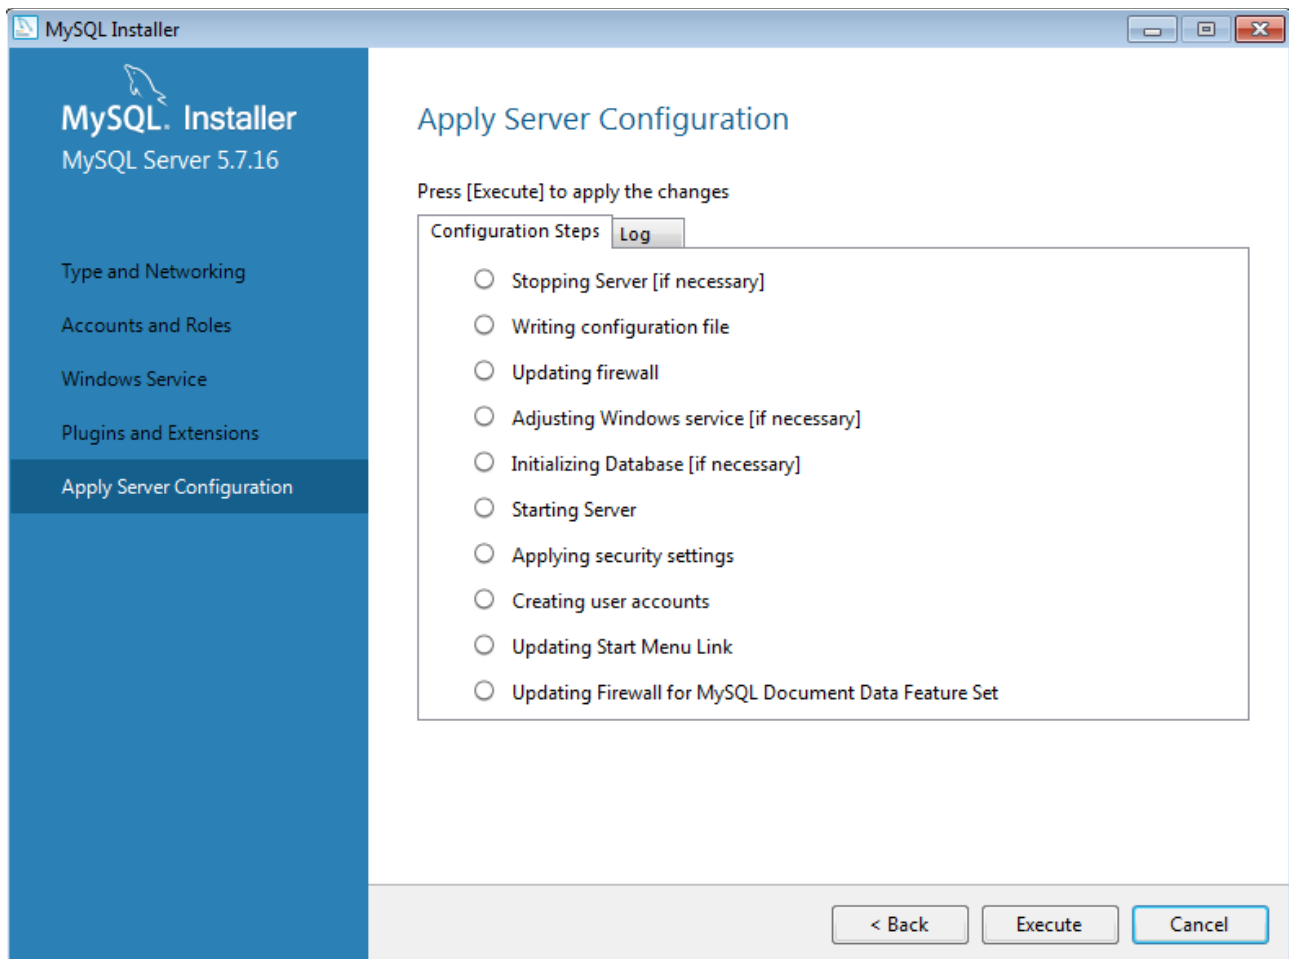 MySQL Installer
MySQL. Installer
MySQL Server 5.7.16
Type and Networking
Accounts and Roles
Windows Service
Plugins and Extensions
Apply Server Configuration
Apply Server Configuration
Press [Execute] to apply the changes
Configuration Steps Log
Stopping Server [if necessary]
Writing configuration file
Updating firewall
Adjusting Windows service [if necessary]
Initializing Database [if necessary]
Starting Server
Applying security settings
Creating user accounts
Updating Start Menu Link
Updating Firewall for MySQL Document Data Feature Set
< Back Execute Cancel